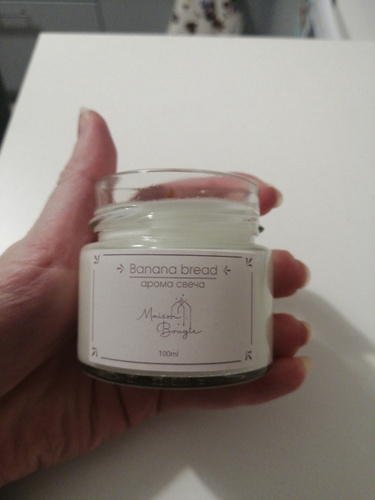 Banana bread
арома свеча
Maison
Bougie
100ml